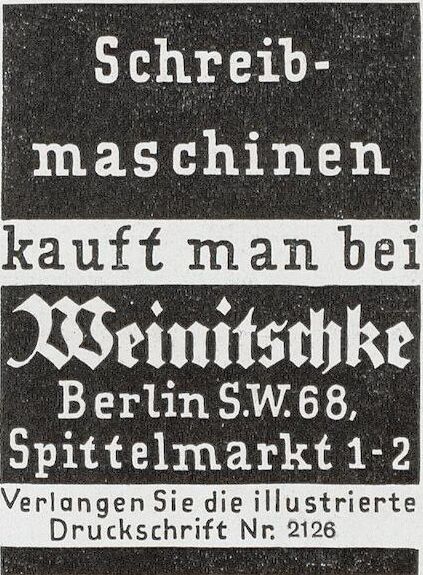 Schreib-
maschinen
kauft man bei
Weinitschke
Berlin S.W. 68,
Spittelmarkt 1-2
Verlangen Sie die illustrierte
Druckschrift Nr. 2126